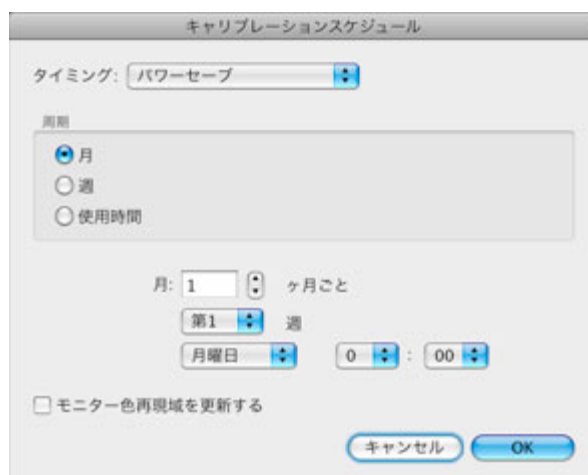 キャリブレーションスケジュール
タイミング: パワーセーブ
周期
月
週
使用時間
月: 1 ヶ月ごと
第1 週
月曜日 0 : 00
モニター色再現域を更新する
キャンセル OK